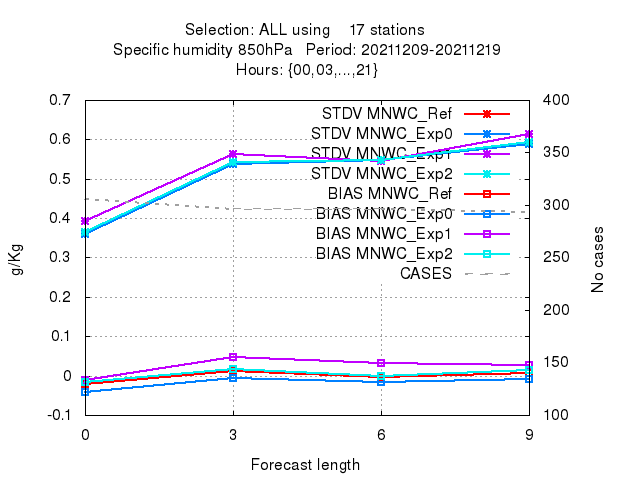 Selection: ALL using 17 stations
Specific humidity 850hPa Period: 20211209-20211219
Hours: {00,03,...,21}
0.7
0.6
0.5
0.4
0.3
0.2
0.1
0
-0.1
g/Kg
STDV MNWC_Ref
STDV MNWC_Exp0
STDV MNWC_Exp1
STDV MNWC_Exp2
BIAS MNWC_Ref
BIAS MNWC_Exp0
BIAS MNWC_Exp1
BIAS MNWC_Exp2
CASES
400
350
300
250
200
150
100
No cases
0 3 6 9
Forecast length